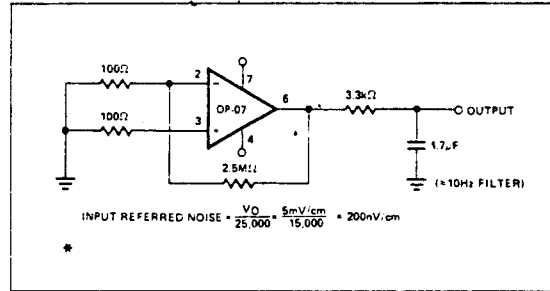 100Ω
2
7
6
3.3kΩ
OUTPUT
OP-07
100Ω
3
4
1.7µF
2.5MΩ
(≈10Hz FILTER)
INPUT REFERRED NOISE = VO/25,000 = 5mV/cm/15,000 = 200nV/cm
*